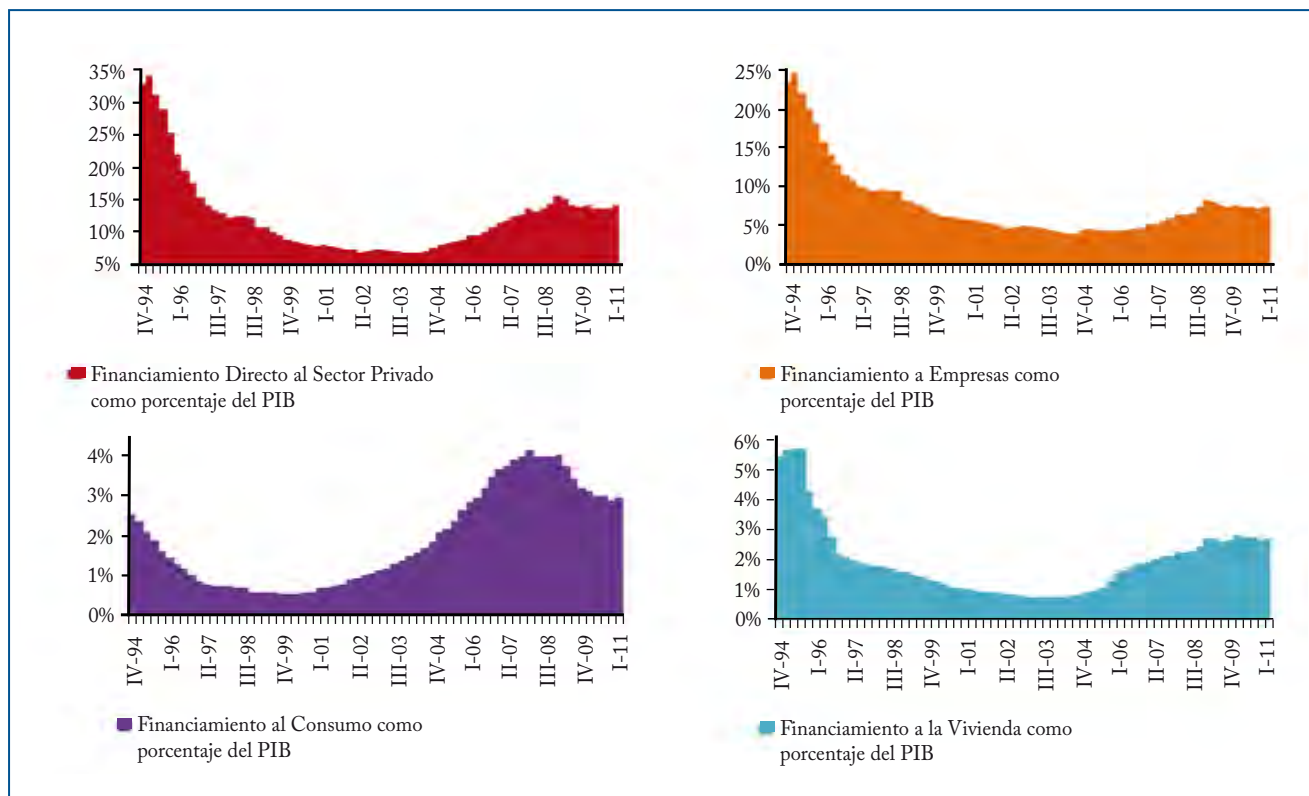 35%
30%
25%
20%
15%
10%
5%
IV-94
I-96
III-97
III-98
IV-99
I-01
II-02
III-03
IV-04
I-06
II-07
III-08
IV-09
I-11
Financiamiento Directo al Sector Privado
como porcentaje del PIB
25%
20%
15%
10%
5%
0%
IV-94
I-96
II-97
III-98
IV-99
I-01
II-02
III-03
IV-04
I-06
II-07
III-08
IV-09
I-11
Financiamiento a Empresas como
porcentaje del PIB
4%
3%
2%
1%
0%
IV-94
I-96
II-97
III-98
IV-99
I-01
II-02
III-03
IV-04
I-06
II-07
III-08
IV-09
I-11
Financiamiento al Consumo como
porcentaje del PIB
6%
5%
4%
3%
2%
1%
0%
IV-94
I-96
II-97
III-98
IV-99
I-01
II-02
III-03
IV-04
I-06
II-07
III-08
IV-09
I-11
Financiamiento a la Vivienda como
porcentaje del PIB